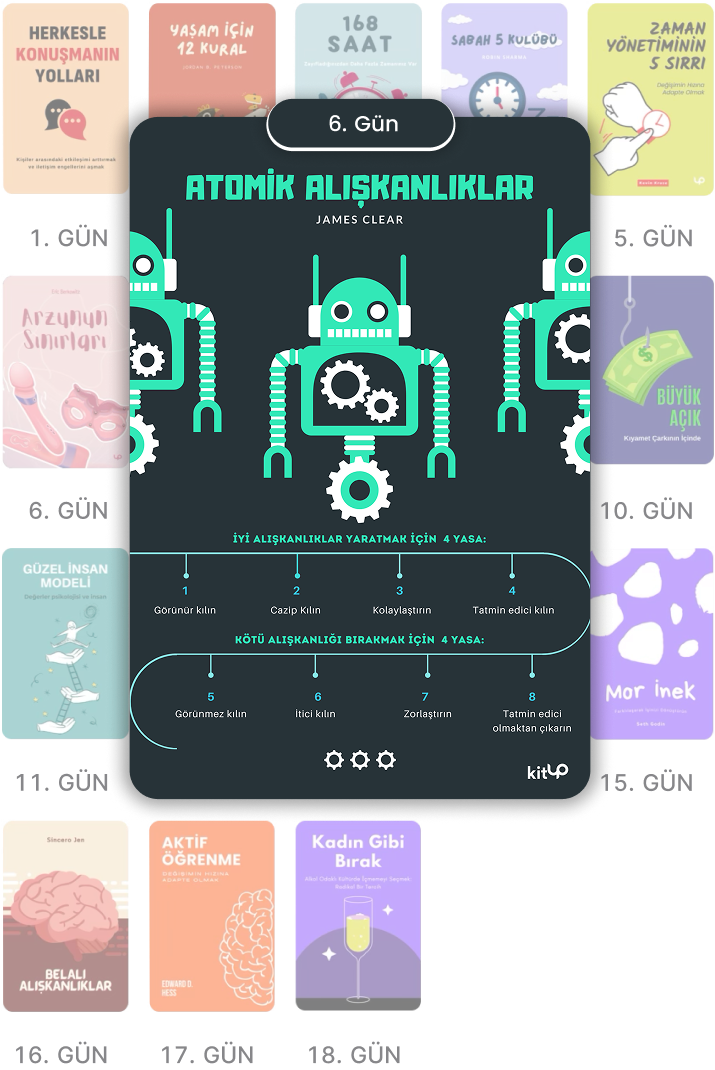 HERKESLE
KONUŞMANIN
YOLLARI
Kişiler arasındaki etkileşimi arttırmak
ve iletişim engellerini aşmak
YAŞAM İÇİN
12 KURAL
JORDAN B. PETERSON
168
SAAT
SABAH 5 KULÜBÜ
ROBIN SHARMA
ZAMAN
YÖNETİMİNİN
5 SIRRI
Değişimin Hızına
Adapte Olmak
1. GÜN
5. GÜN
6. Gün
ATOMİK ALIŞKANLIKLAR
JAMES CLEAR
İYİ ALIŞKANLIKLAR YARATMAK İÇİN 4 YASA:
1
2
3
4
Görünür kılın
Cazip Kılın
Kolaylaştırın
Tatmin edici kılın
KÖTÜ ALIŞKANLIĞI BIRAKMAK İÇİN 4 YASA:
5
6
7
8
Görünmez kılın
İtici kılın
Zorlaştırın
Tatmin edici
olmaktan çıkarın
kitUP
Arzunun
Sınırları
BÜYÜK
AÇIK
Kıyamet Çarkının İçinde
6. GÜN
10. GÜN
GÜZEL İNSAN
MODELİ
Değerler psikolojisi ve insan
Mor inek
Seth Godin
11. GÜN
15. GÜN
Sincero Jen
BELALI
ALIŞKANLIKLAR
AKTİF
ÖĞRENME
DEĞİŞİMİN HIZINA
ADAPTE OLMAK
EDWARD D.
HESS
Kadın Gibi
Bırak
16. GÜN
17. GÜN
18. GÜN